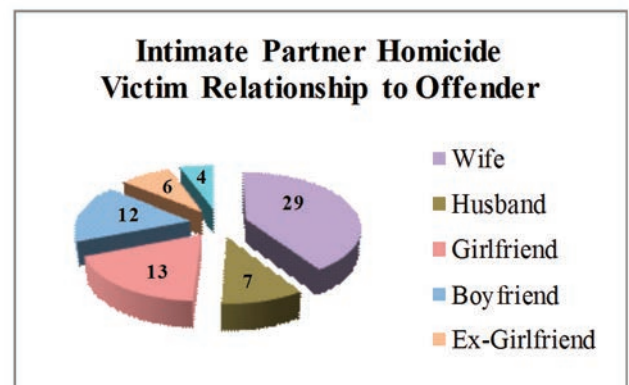 Intimate Partner Homicide
Victim Relationship to Offender
4
6
29
12
13
7
Wife
Husband
Girlfriend
Boyfriend
Ex-Girlfriend